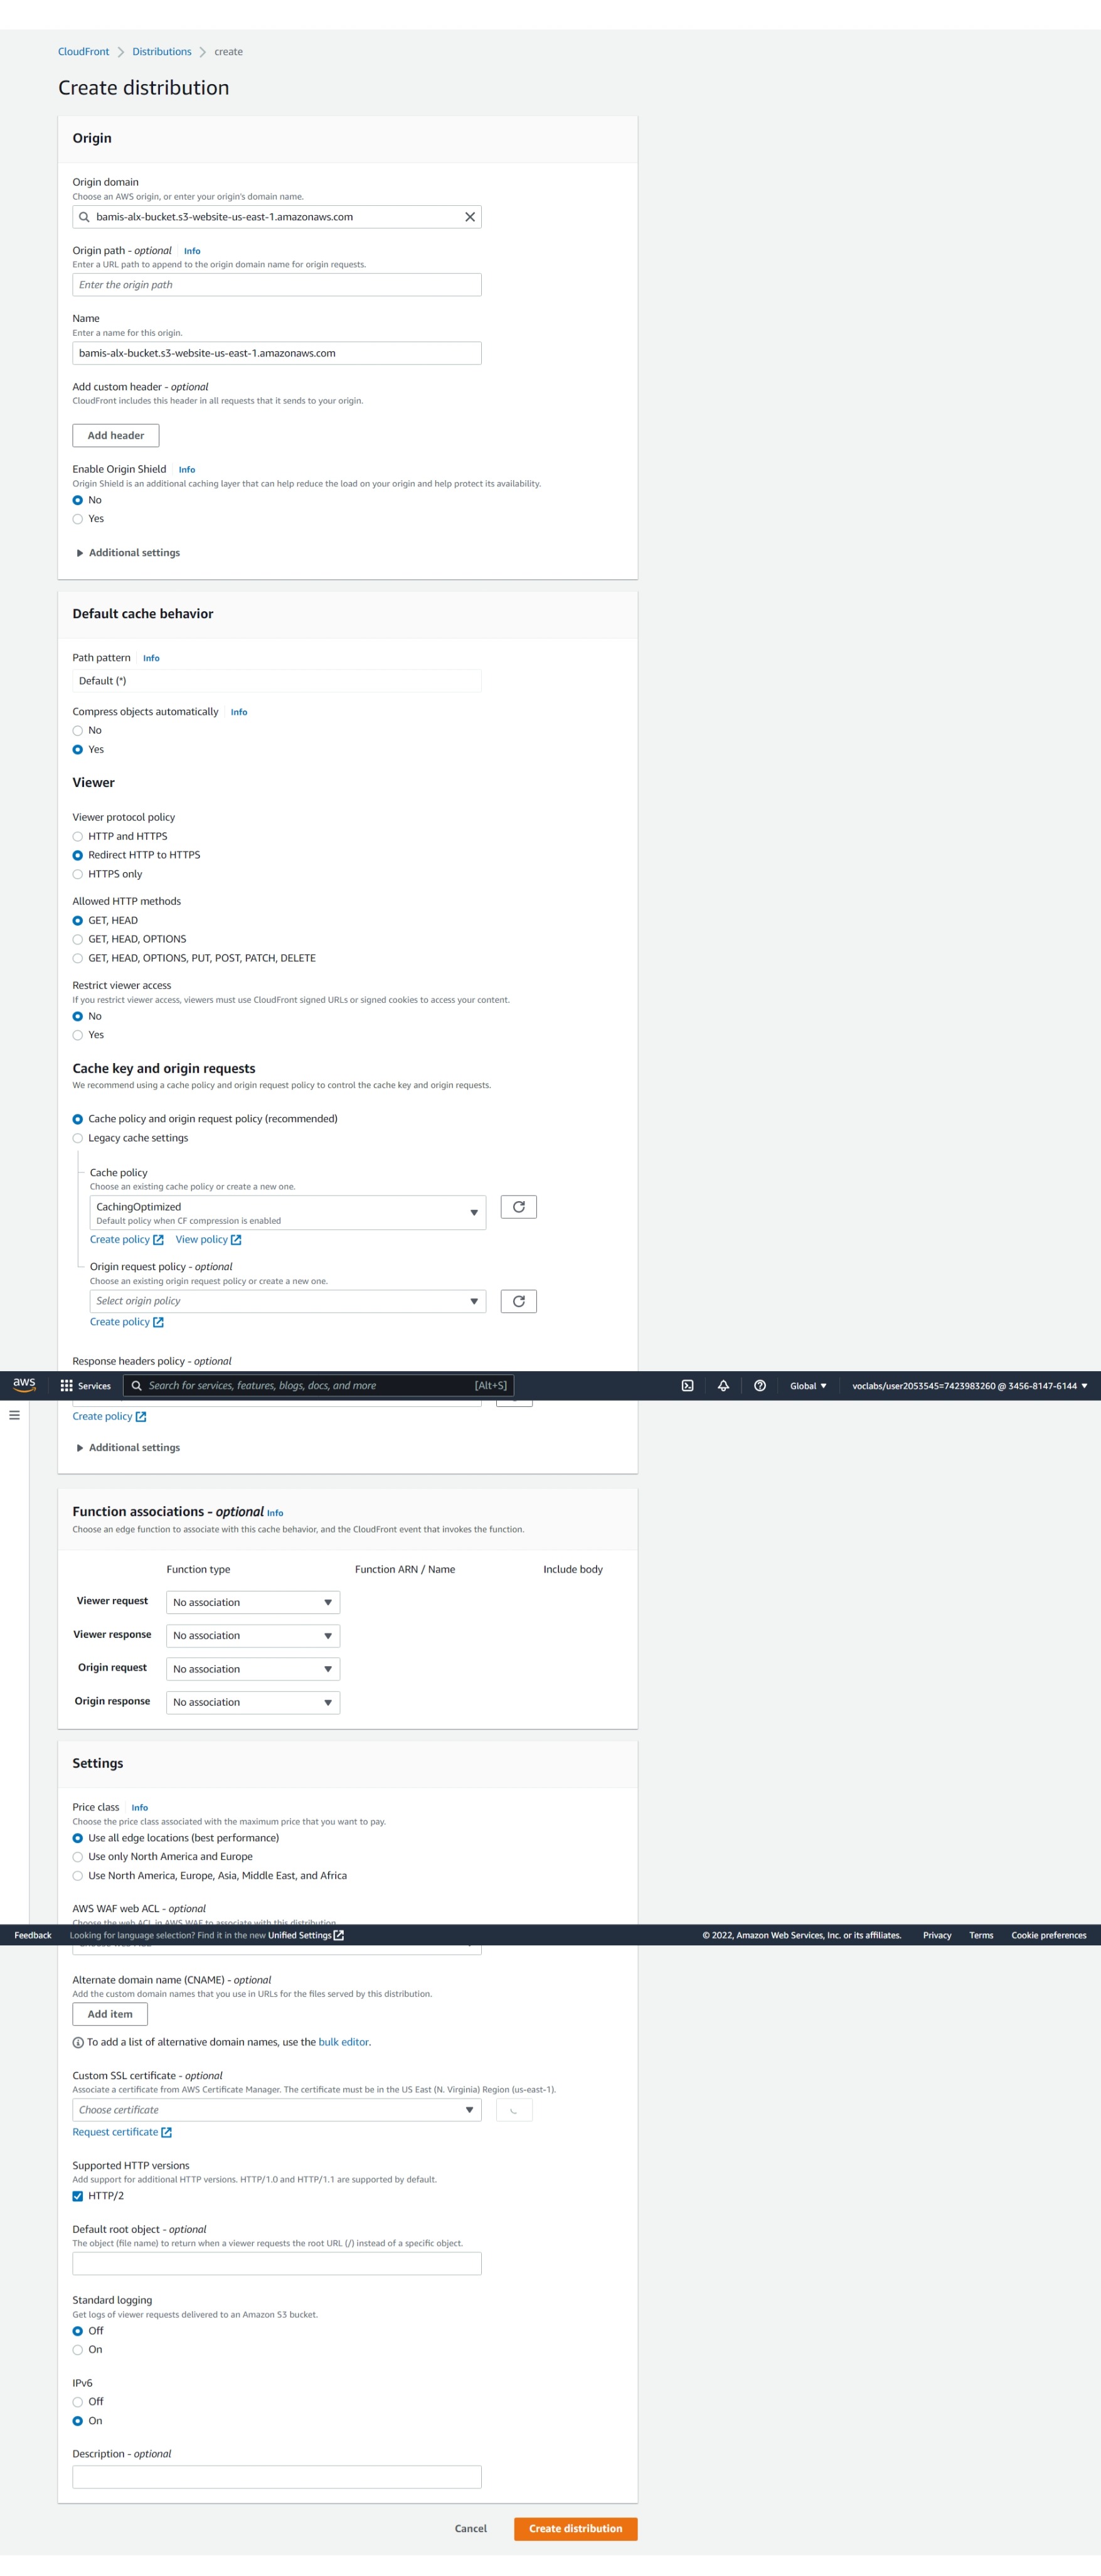 CloudFront > Distributions > create
Create distribution
Origin
Origin domain
Choose an AWS origin, or enter your origin's domain name.
bamis-alx-bucket.s3-website-us-east-1.amazonaws.com
Origin path - optional Info
Enter a URL path to append to the origin domain name for origin requests.
Enter the origin path
Name
Enter a name for this origin.
bamis-alx-bucket.s3-website-us-east-1.amazonaws.com
Add custom header - optional
CloudFront includes this header in all requests that it sends to your origin.
Add header
Enable Origin Shield Info
Origin Shield is an additional caching layer that can help reduce the load on your origin and help protect its availability.
No
Yes
Additional settings
Default cache behavior
Path pattern Info
Default (*)
Compress objects automatically Info
No
Yes
Viewer
Viewer protocol policy
HTTP and HTTPS
Redirect HTTP to HTTPS
HTTPS only
Allowed HTTP methods
GET, HEAD
GET, HEAD, OPTIONS
GET, HEAD, OPTIONS, PUT, POST, PATCH, DELETE
Restrict viewer access
If you restrict viewer access, viewers must use CloudFront signed URLs or signed cookies to access your content.
No
Yes
Cache key and origin requests
We recommend using a cache policy and origin request policy to control the cache key and origin requests.
Cache policy and origin request policy (recommended)
Legacy cache settings
Cache policy
Choose an existing cache policy or create a new one.
CachingOptimized
Default policy when CF compression is enabled
Create policy View policy
Origin request policy - optional
Choose an existing origin request policy or create a new one.
Select origin policy
Create policy
Response headers policy - optional
aws Services Search for services, features, blogs, docs, and more [Alt+S] Global voclabs/user2053545=7423983260 @ 3456-8147-6144
Create policy
Additional settings
Function associations - optional Info
Choose an edge function to associate with this cache behavior, and the CloudFront event that invokes the function.
Function type Function ARN / Name Include body
Viewer request No association
Viewer response No association
Origin request No association
Origin response No association
Settings
Price class Info
Choose the price class associated with the maximum price that you want to pay.
Use all edge locations (best performance)
Use only North America and Europe
Use North America, Europe, Asia, Middle East, and Africa
AWS WAF web ACL - optional
Choose the web ACL in AWS WAF to associate with this distribution.
Feedback Looking for language selection? Find it in the new Unified Settings © 2022, Amazon Web Services, Inc. or its affiliates. Privacy Terms Cookie preferences
Alternate domain name (CNAME) - optional
Add the custom domain names that you use in URLs for the files served by this distribution.
Add item
To add a list of alternative domain names, use the bulk editor.
Custom SSL certificate - optional
Associate a certificate from AWS Certificate Manager. The certificate must be in the US East (N. Virginia) Region (us-east-1).
Choose certificate
Request certificate
Supported HTTP versions
Add support for additional HTTP versions. HTTP/1.0 and HTTP/1.1 are supported by default.
HTTP/2
Default root object - optional
The object (file name) to return when a viewer requests the root URL (/) instead of a specific object.
Standard logging
Get logs of viewer requests delivered to an Amazon S3 bucket.
Off
On
IPv6
Off
On
Description - optional
Cancel Create distribution